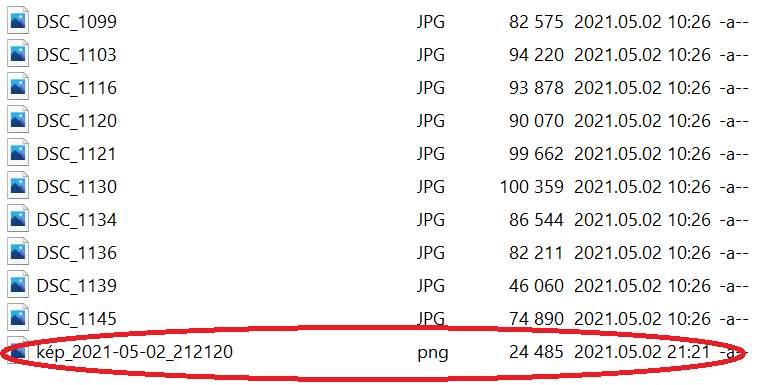 DSC_1099 JPG 82 575 2021.05.02 10:26 -a--
DSC_1103 JPG 94 220 2021.05.02 10:26 -a--
DSC_1116 JPG 93 878 2021.05.02 10:26 -a--
DSC_1120 JPG 90 070 2021.05.02 10:26 -a--
DSC_1121 JPG 99 662 2021.05.02 10:26 -a--
DSC_1130 JPG 100 359 2021.05.02 10:26 -a--
DSC_1134 JPG 86 544 2021.05.02 10:26 -a--
DSC_1136 JPG 82 211 2021.05.02 10:26 -a--
DSC_1139 JPG 46 060 2021.05.02 10:26 -a--
DSC_1145 JPG 74 890 2021.05.02 10:26 -a--
kép_2021-05-02_212120 png 24 485 2021.05.02 21:21 -a--